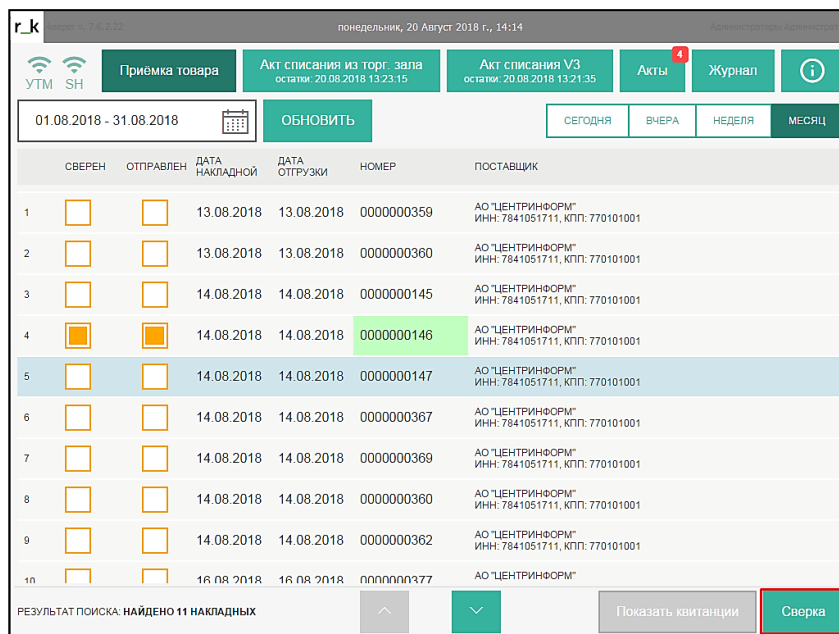 r_k
понедельник, 20 Август 2018 г., 14:14
УТМ SH
Приёмка товара
Акт списания из торг. зала
остатки: 20.08.2018 13:23:15
Акт списания V3
остатки: 20.08.2018 13:21:35
Акты
4
Журнал
01.08.2018 - 31.08.2018
ОБНОВИТЬ
СЕГОДНЯ ВЧЕРА НЕДЕЛЯ МЕСЯЦ
СВЕРЕН ОТПРАВЛЕН ДАТА НАКЛАДНОЙ ДАТА ОТГРУЗКИ НОМЕР ПОСТАВЩИК
1 13.08.2018 13.08.2018 0000000359 АО "ЦЕНТРИНФОРМ"
ИНН: 7841051711, КПП: 770101001
2 13.08.2018 13.08.2018 0000000360 АО "ЦЕНТРИНФОРМ"
ИНН: 7841051711, КПП: 770101001
3 14.08.2018 14.08.2018 0000000145 АО "ЦЕНТРИНФОРМ"
ИНН: 7841051711, КПП: 770101001
4 14.08.2018 14.08.2018 0000000146 АО "ЦЕНТРИНФОРМ"
ИНН: 7841051711, КПП: 770101001
5 14.08.2018 14.08.2018 0000000147 АО "ЦЕНТРИНФОРМ"
ИНН: 7841051711, КПП: 770101001
6 14.08.2018 14.08.2018 0000000367 АО "ЦЕНТРИНФОРМ"
ИНН: 7841051711, КПП: 770101001
7 14.08.2018 14.08.2018 0000000369 АО "ЦЕНТРИНФОРМ"
ИНН: 7841051711, КПП: 770101001
8 14.08.2018 14.08.2018 0000000360 АО "ЦЕНТРИНФОРМ"
ИНН: 7841051711, КПП: 770101001
9 14.08.2018 14.08.2018 0000000362 АО "ЦЕНТРИНФОРМ"
ИНН: 7841051711, КПП: 770101001
10 16.08.2018 16.08.2018 0000000377 АО "ЦЕНТРИНФОРМ"
РЕЗУЛЬТАТ ПОИСКА: НАЙДЕНО 11 НАКЛАДНЫХ
Показать квитанции
Сверка